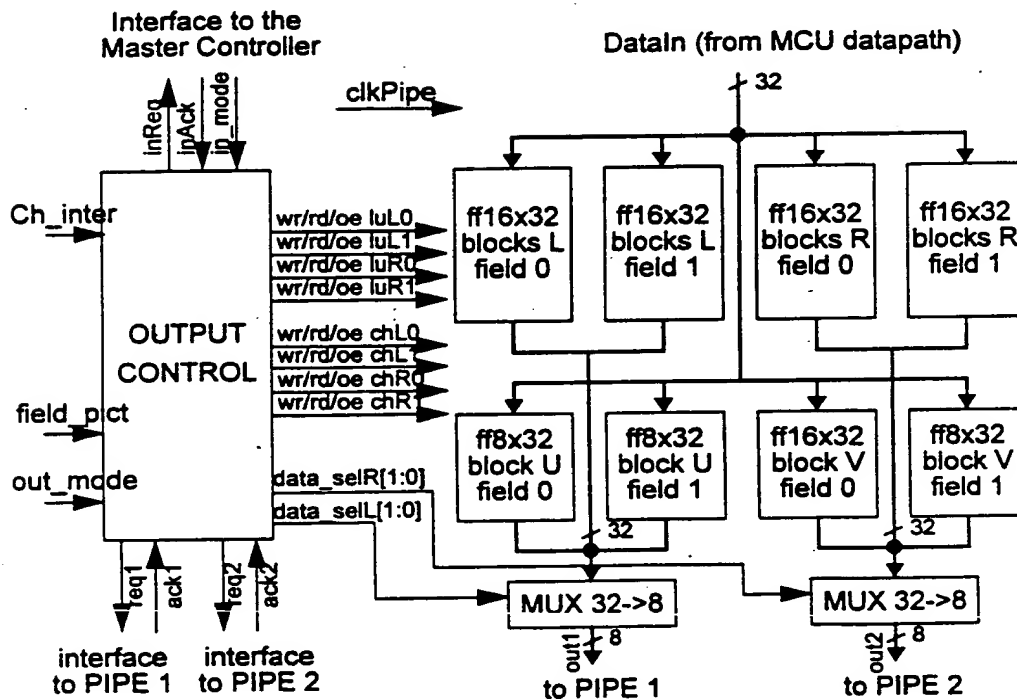 Interface to the
Master Controller
DataIn (from MCU datapath)
inReq
inAck
ip_mode
clkPipe
32
Ch_inter
wr/rd/oe luL0
wr/rd/oe luL1
wr/rd/oe luR0
wr/rd/oe luR1
ff16x32
blocks L
field 0
ff16x32
blocks L
field 1
ff16x32
blocks R
field 0
ff16x32
blocks R
field 1
OUTPUT
CONTROL
wr/rd/oe chL0
wr/rd/oe chL1
wr/rd/oe chR0
wr/rd/oe chR1
field_pict
out_mode
ff8x32
block U
field 0
ff8x32
block U
field 1
ff16x32
block V
field 0
ff8x32
block V
field 1
data_selR[1:0]
data_selL[1:0]
32
32
req1
ack1
req2
ack2
MUX 32->8
MUX 32->8
out1
8
out2
8
interface
to PIPE 1
interface
to PIPE 2
to PIPE 1
to PIPE 2